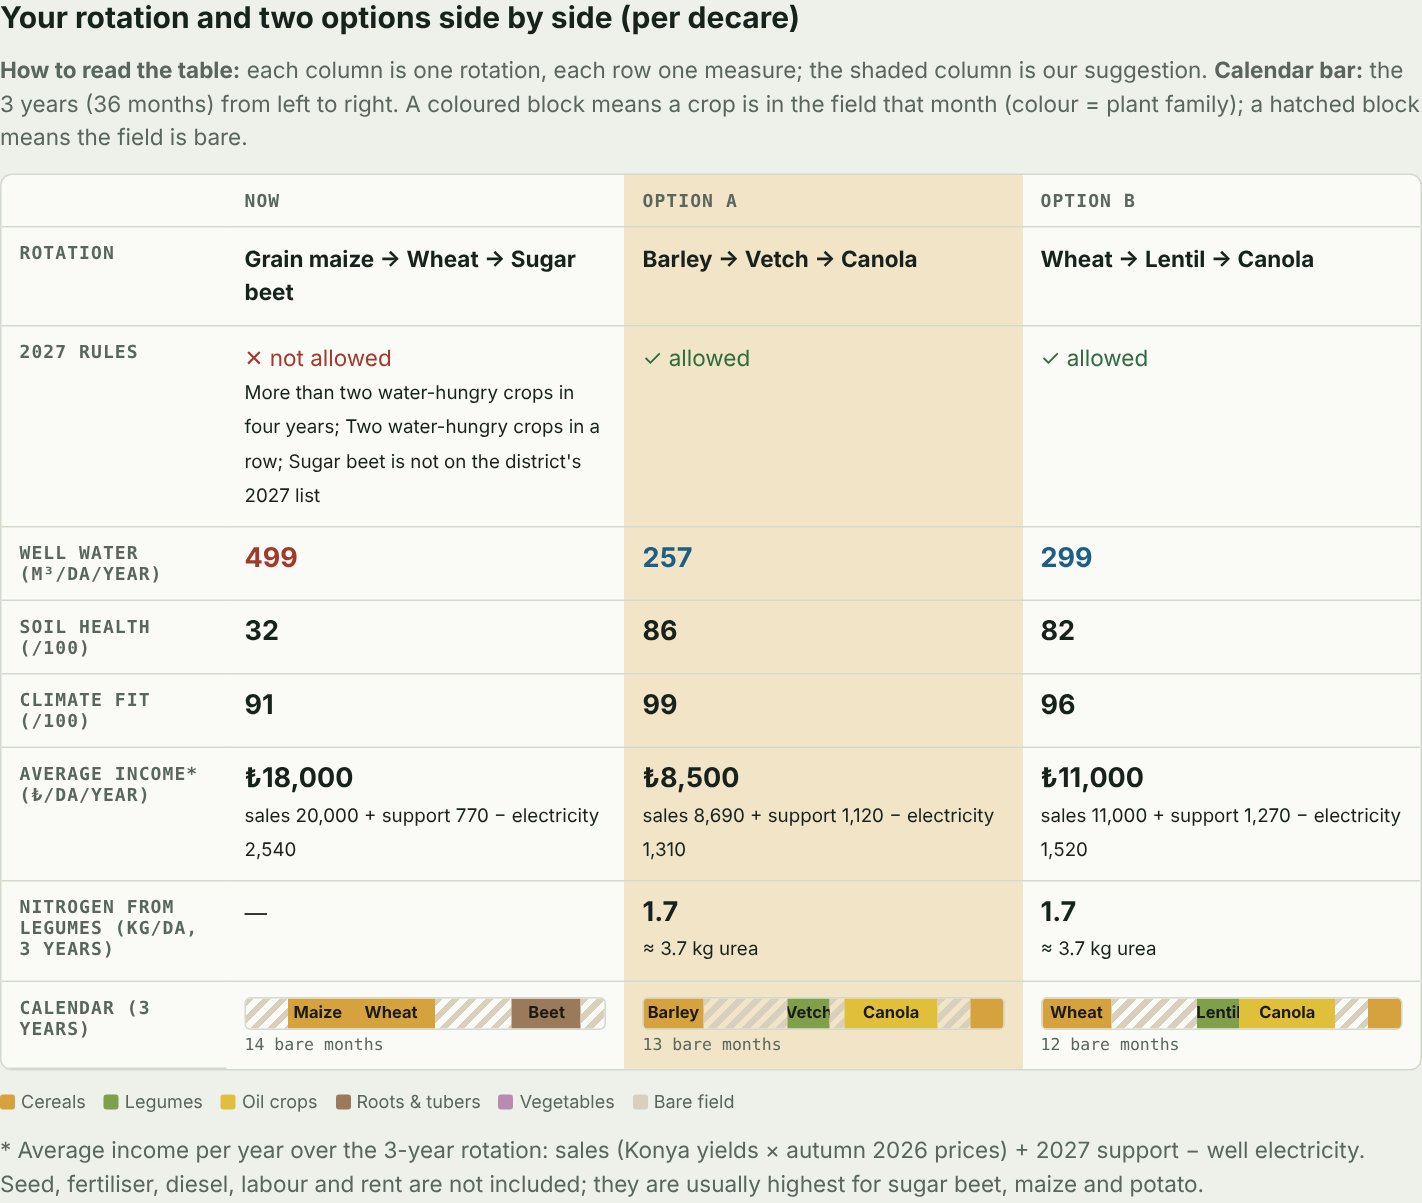 Your rotation and two options side by side (per decare)
How to read the table: each column is one rotation, each row one measure; the shaded column is our suggestion. Calendar bar: the
3 years (36 months) from left to right. A coloured block means a crop is in the field that month (colour = plant family); a hatched block
means the field is bare.
NOW
OPTION A
OPTION B
ROTATION
Grain maize → Wheat → Sugar
beet
Barley → Vetch → Canola
Wheat → Lentil → Canola
2027 RULES
✕ not allowed
More than two water-hungry crops in
four years; Two water-hungry crops in a
row; Sugar beet is not on the district's
2027 list
✓ allowed
✓ allowed
WELL WATER
(M³/DA/YEAR)
499
257
299
SOIL HEALTH
(/100)
32
86
82
CLIMATE FIT
(/100)
91
99
96
AVERAGE INCOME*
(₺/DA/YEAR)
₺18,000
sales 20,000 + support 770 − electricity
2,540
₺8,500
sales 8,690 + support 1,120 − electricity
1,310
₺11,000
sales 11,000 + support 1,270 − electricity
1,520
NITROGEN FROM
LEGUMES (KG/DA,
3 YEARS)
—
1.7
≈ 3.7 kg urea
1.7
≈ 3.7 kg urea
CALENDAR (3
YEARS)
Maize Wheat Beet
14 bare months
Barley Vetch Canola
13 bare months
Wheat Lentil Canola
12 bare months
Cereals Legumes Oil crops Roots & tubers Vegetables Bare field
* Average income per year over the 3-year rotation: sales (Konya yields × autumn 2026 prices) + 2027 support − well electricity.
Seed, fertiliser, diesel, labour and rent are not included; they are usually highest for sugar beet, maize and potato.